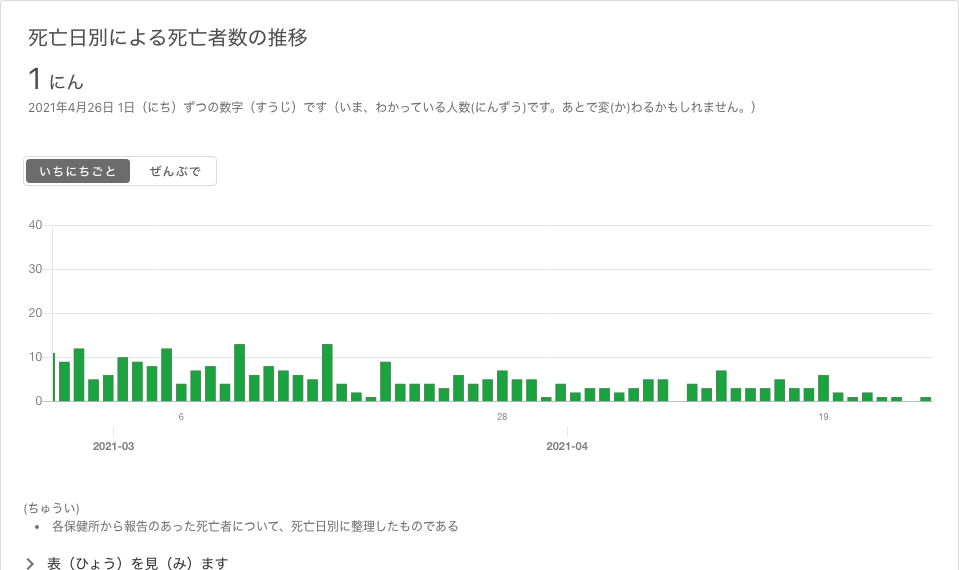 死亡日別による死亡者数の推移
1 にん
2021年4月26日 1日（にち）ずつの数字（すうじ）です（いま、わかっている人数(にんずう)です。あとで変(か)わるかもしれません。）
いちにちごと ぜんぶで
40
30
20
10
0
6 28 19
2021-03 2021-04
(ちゅうい)
• 各保健所から報告のあった死亡者について、死亡日別に整理したものである
表（ひょう）を見（み）ます